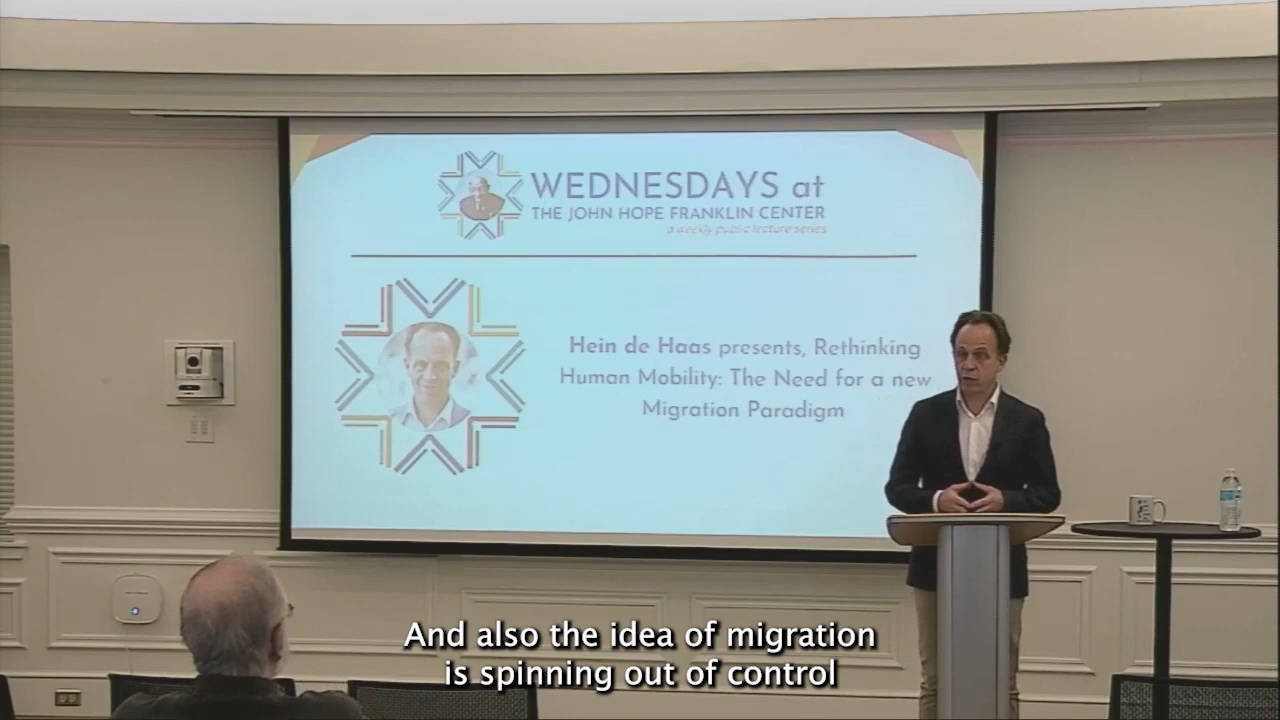 WEDNESDAYS at
THE JOHN HOPE FRANKLIN CENTER
a weekly public lecture series
Hein de Haas presents, Rethinking
Human Mobility: The Need for a new
Migration Paradigm
And also the idea of migration
is spinning out of control